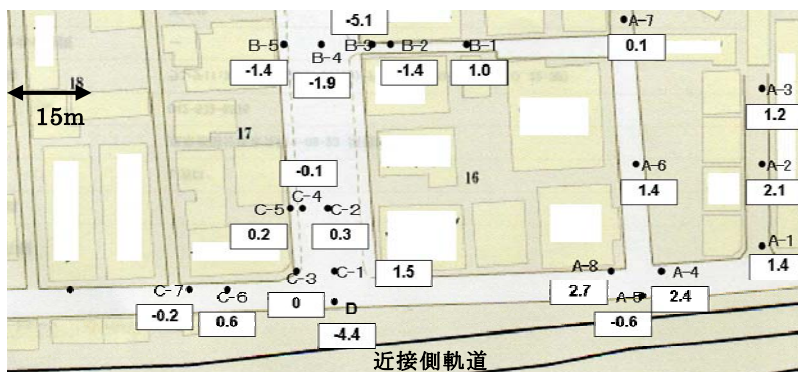 -5.1
A-7
0.1
B-5
B-4
B-3
B-2
B-1
-1.4
-1.9
-1.4
1.0
18
15m
A-3
1.2
17
-0.1
16
A-6
1.4
A-2
2.1
C-5
C-4
C-2
0.2
0.3
A-1
1.4
C-3
C-1
1.5
A-8
A-4
2.7
2.4
C-7
C-6
-0.2
0.6
0
D
-4.4
A-5
-0.6
近接側軌道